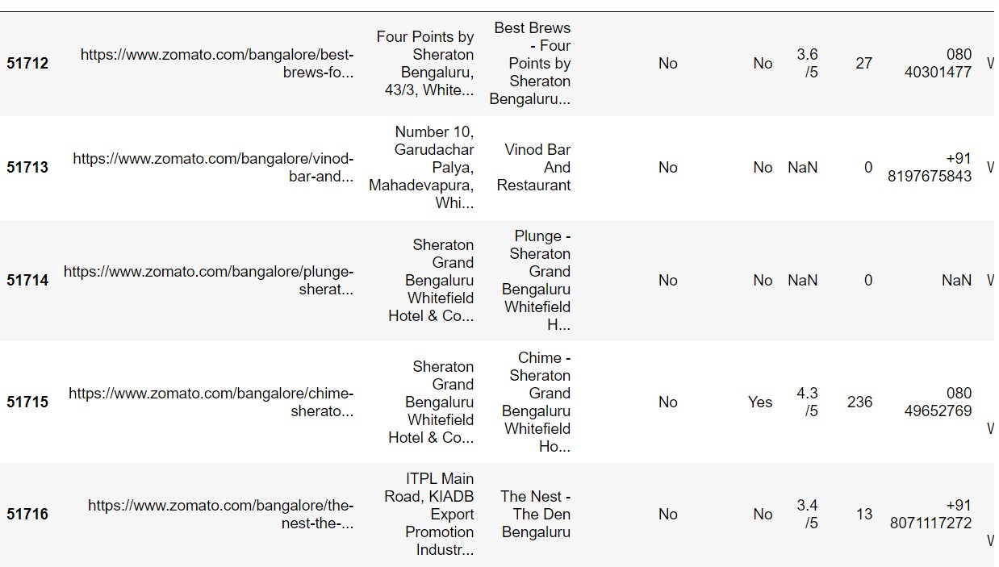 51712
https://www.zomato.com/bangalore/best-
brews-fo...
Four Points by
Sheraton
Bengaluru,
43/3, White...
Best Brews
- Four
Points by
Sheraton
Bengaluru...
No
No
3.6
/5
27
080
40301477
51713
https://www.zomato.com/bangalore/vinod-
bar-and...
Number 10,
Garudachar
Palya,
Mahadevapura,
Whi...
Vinod Bar
And
Restaurant
No
No
NaN
0
+91
8197675843
51714
https://www.zomato.com/bangalore/plunge-
sherat...
Sheraton
Grand
Bengaluru
Whitefield
Hotel & Co...
Plunge -
Sheraton
Grand
Bengaluru
Whitefield
H...
No
No
NaN
0
NaN
51715
https://www.zomato.com/bangalore/chime-
sherato...
Sheraton
Grand
Bengaluru
Whitefield
Hotel & Co...
Chime -
Sheraton
Grand
Bengaluru
Whitefield
Ho...
No
Yes
4.3
/5
236
080
49652769
51716
https://www.zomato.com/bangalore/the-
nest-the-...
ITPL Main
Road, KIADB
Export
Promotion
Industr...
The Nest -
The Den
Bengaluru
No
No
3.4
/5
13
+91
8071117272